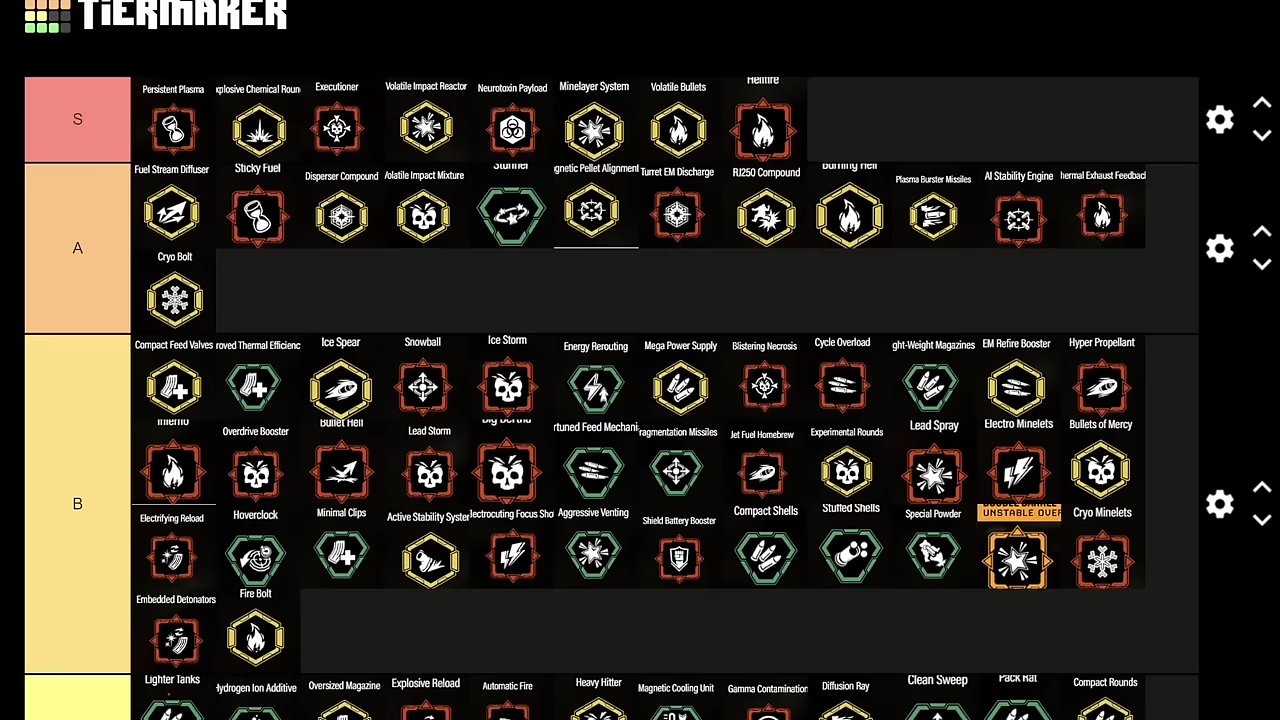 TiERMAKER
S
Persistent Plasma
xplosive Chemical Roun
Executioner
Volatile Impact Reactor
Neurotoxin Payload
Minelayer System
Volatile Bullets
Hellfire
A
Fuel Stream Diffuser
Sticky Fuel
Disperser Compound
Volatile Impact Mixture
Stunner
gnetic Pellet Alignment
Turret EM Discharge
RJ250 Compound
Burning Hell
Plasma Burster Missiles
AI Stability Engine
hermal Exhaust Feedbac
Cryo Bolt
B
Compact Feed Valves
roved Thermal Efficienc
Ice Spear
Snowball
Ice Storm
Energy Rerouting
Mega Power Supply
Blistering Necrosis
Cycle Overload
ght-Weight Magazines
EM Refire Booster
Hyper Propellant
Inferno
Overdrive Booster
Bullet Hell
Lead Storm
Big Bertha
rtuned Feed Mechani
ragmentation Missiles
Jet Fuel Homebrew
Experimental Rounds
Lead Spray
Electro Minelets
Bullets of Mercy
Electrifying Reload
Hoverclock
Minimal Clips
Active Stability Syster
lectrocuting Focus Sho
Aggressive Venting
Shield Battery Booster
Compact Shells
Stuffed Shells
Special Powder
DOUBLE BARREL
UNSTABLE OVER
Cryo Minelets
Embedded Detonators
Fire Bolt
Lighter Tanks
Hydrogen Ion Additive
Oversized Magazine
Explosive Reload
Automatic Fire
Heavy Hitter
Magnetic Cooling Unit
Gamma Contamination
Diffusion Ray
Clean Sweep
Pack Rat
Compact Rounds